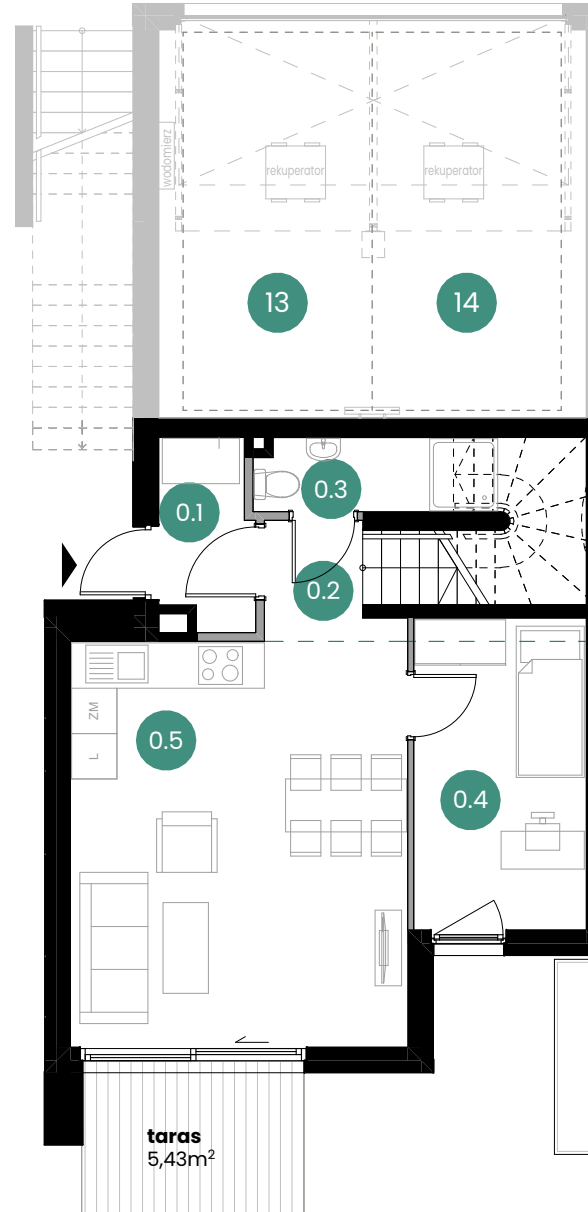 wodomierz
rekuperator
rekuperator
13
14
0.1
0.3
0.2
ZM
L
0.5
0.4
taras
5,43m²